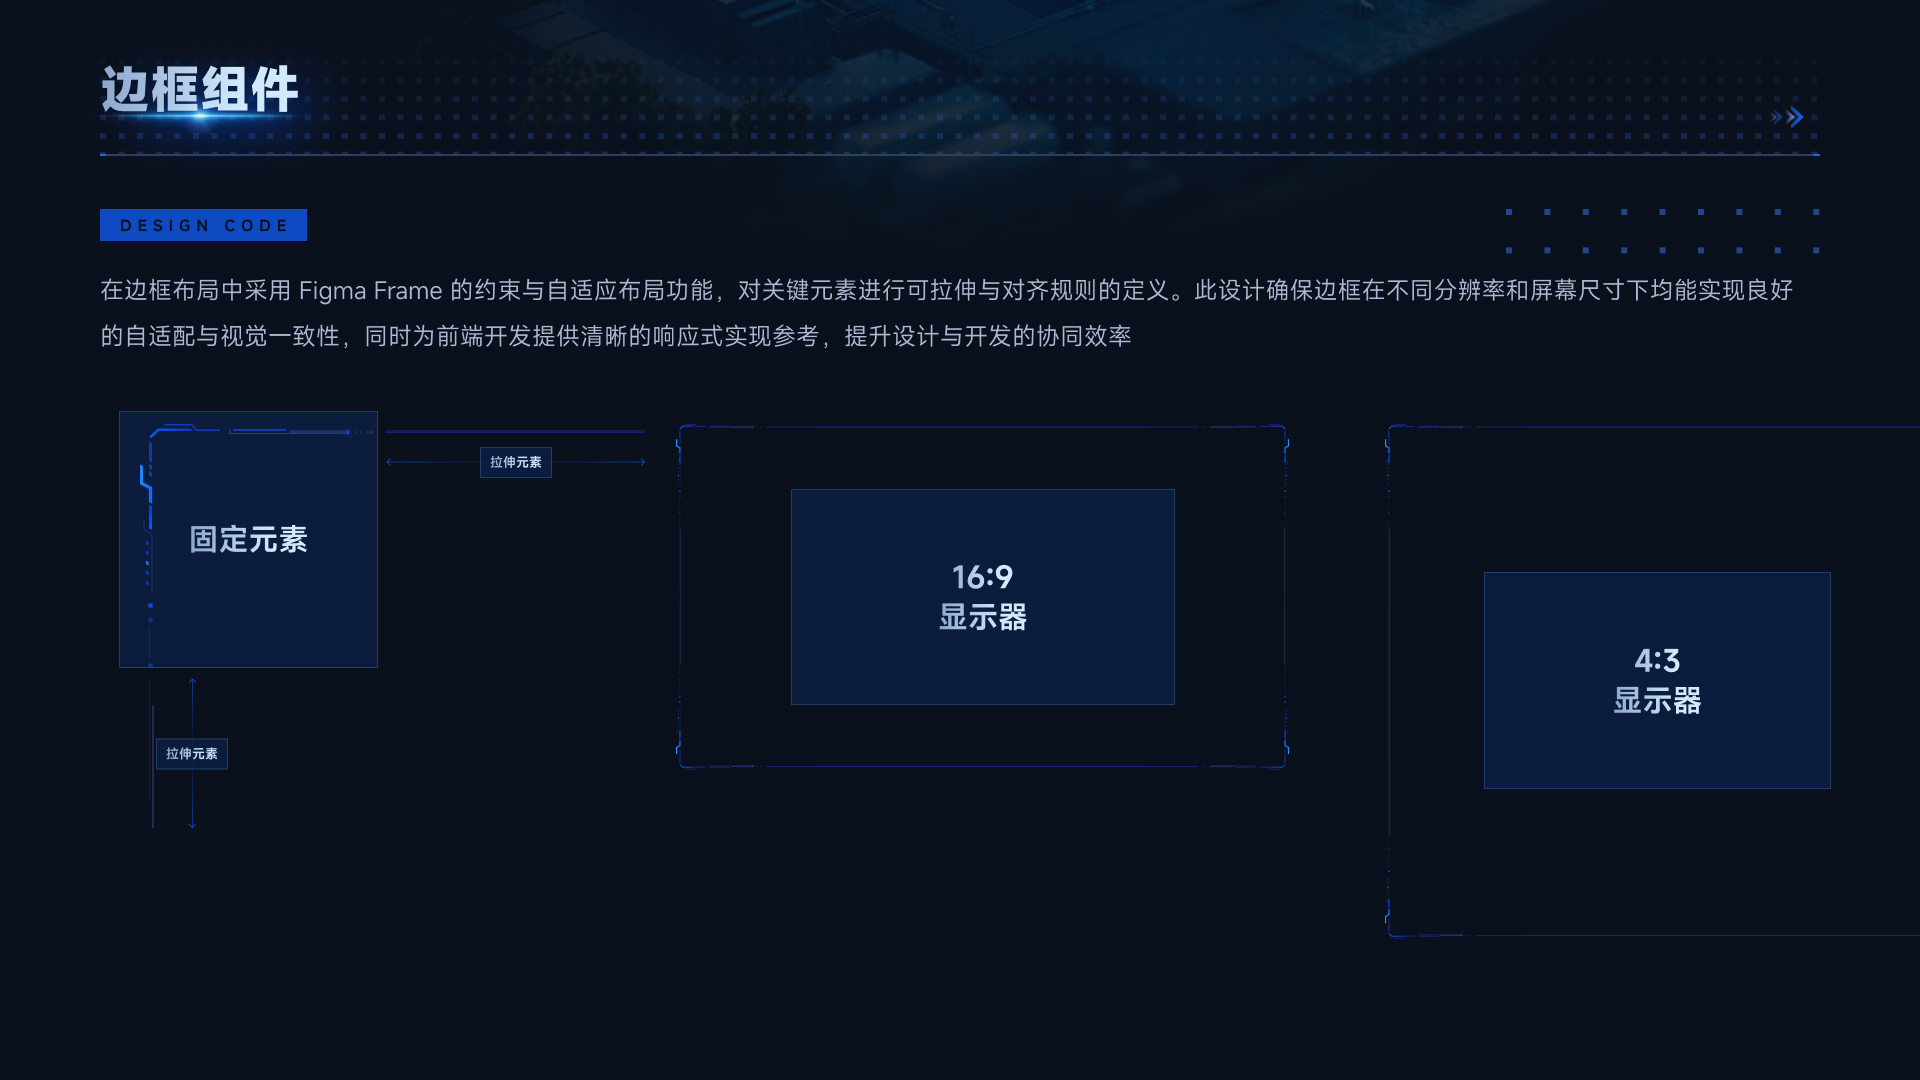 边框组件
DESIGN CODE
在边框布局中采用 Figma Frame 的约束与自适应布局功能，对关键元素进行可拉伸与对齐规则的定义。此设计确保边框在不同分辨率和屏幕尺寸下均能实现良好
的自适配与视觉一致性，同时为前端开发提供清晰的响应式实现参考，提升设计与开发的协同效率
固定元素
拉伸元素
拉伸元素
16:9
显示器
4:3
显示器